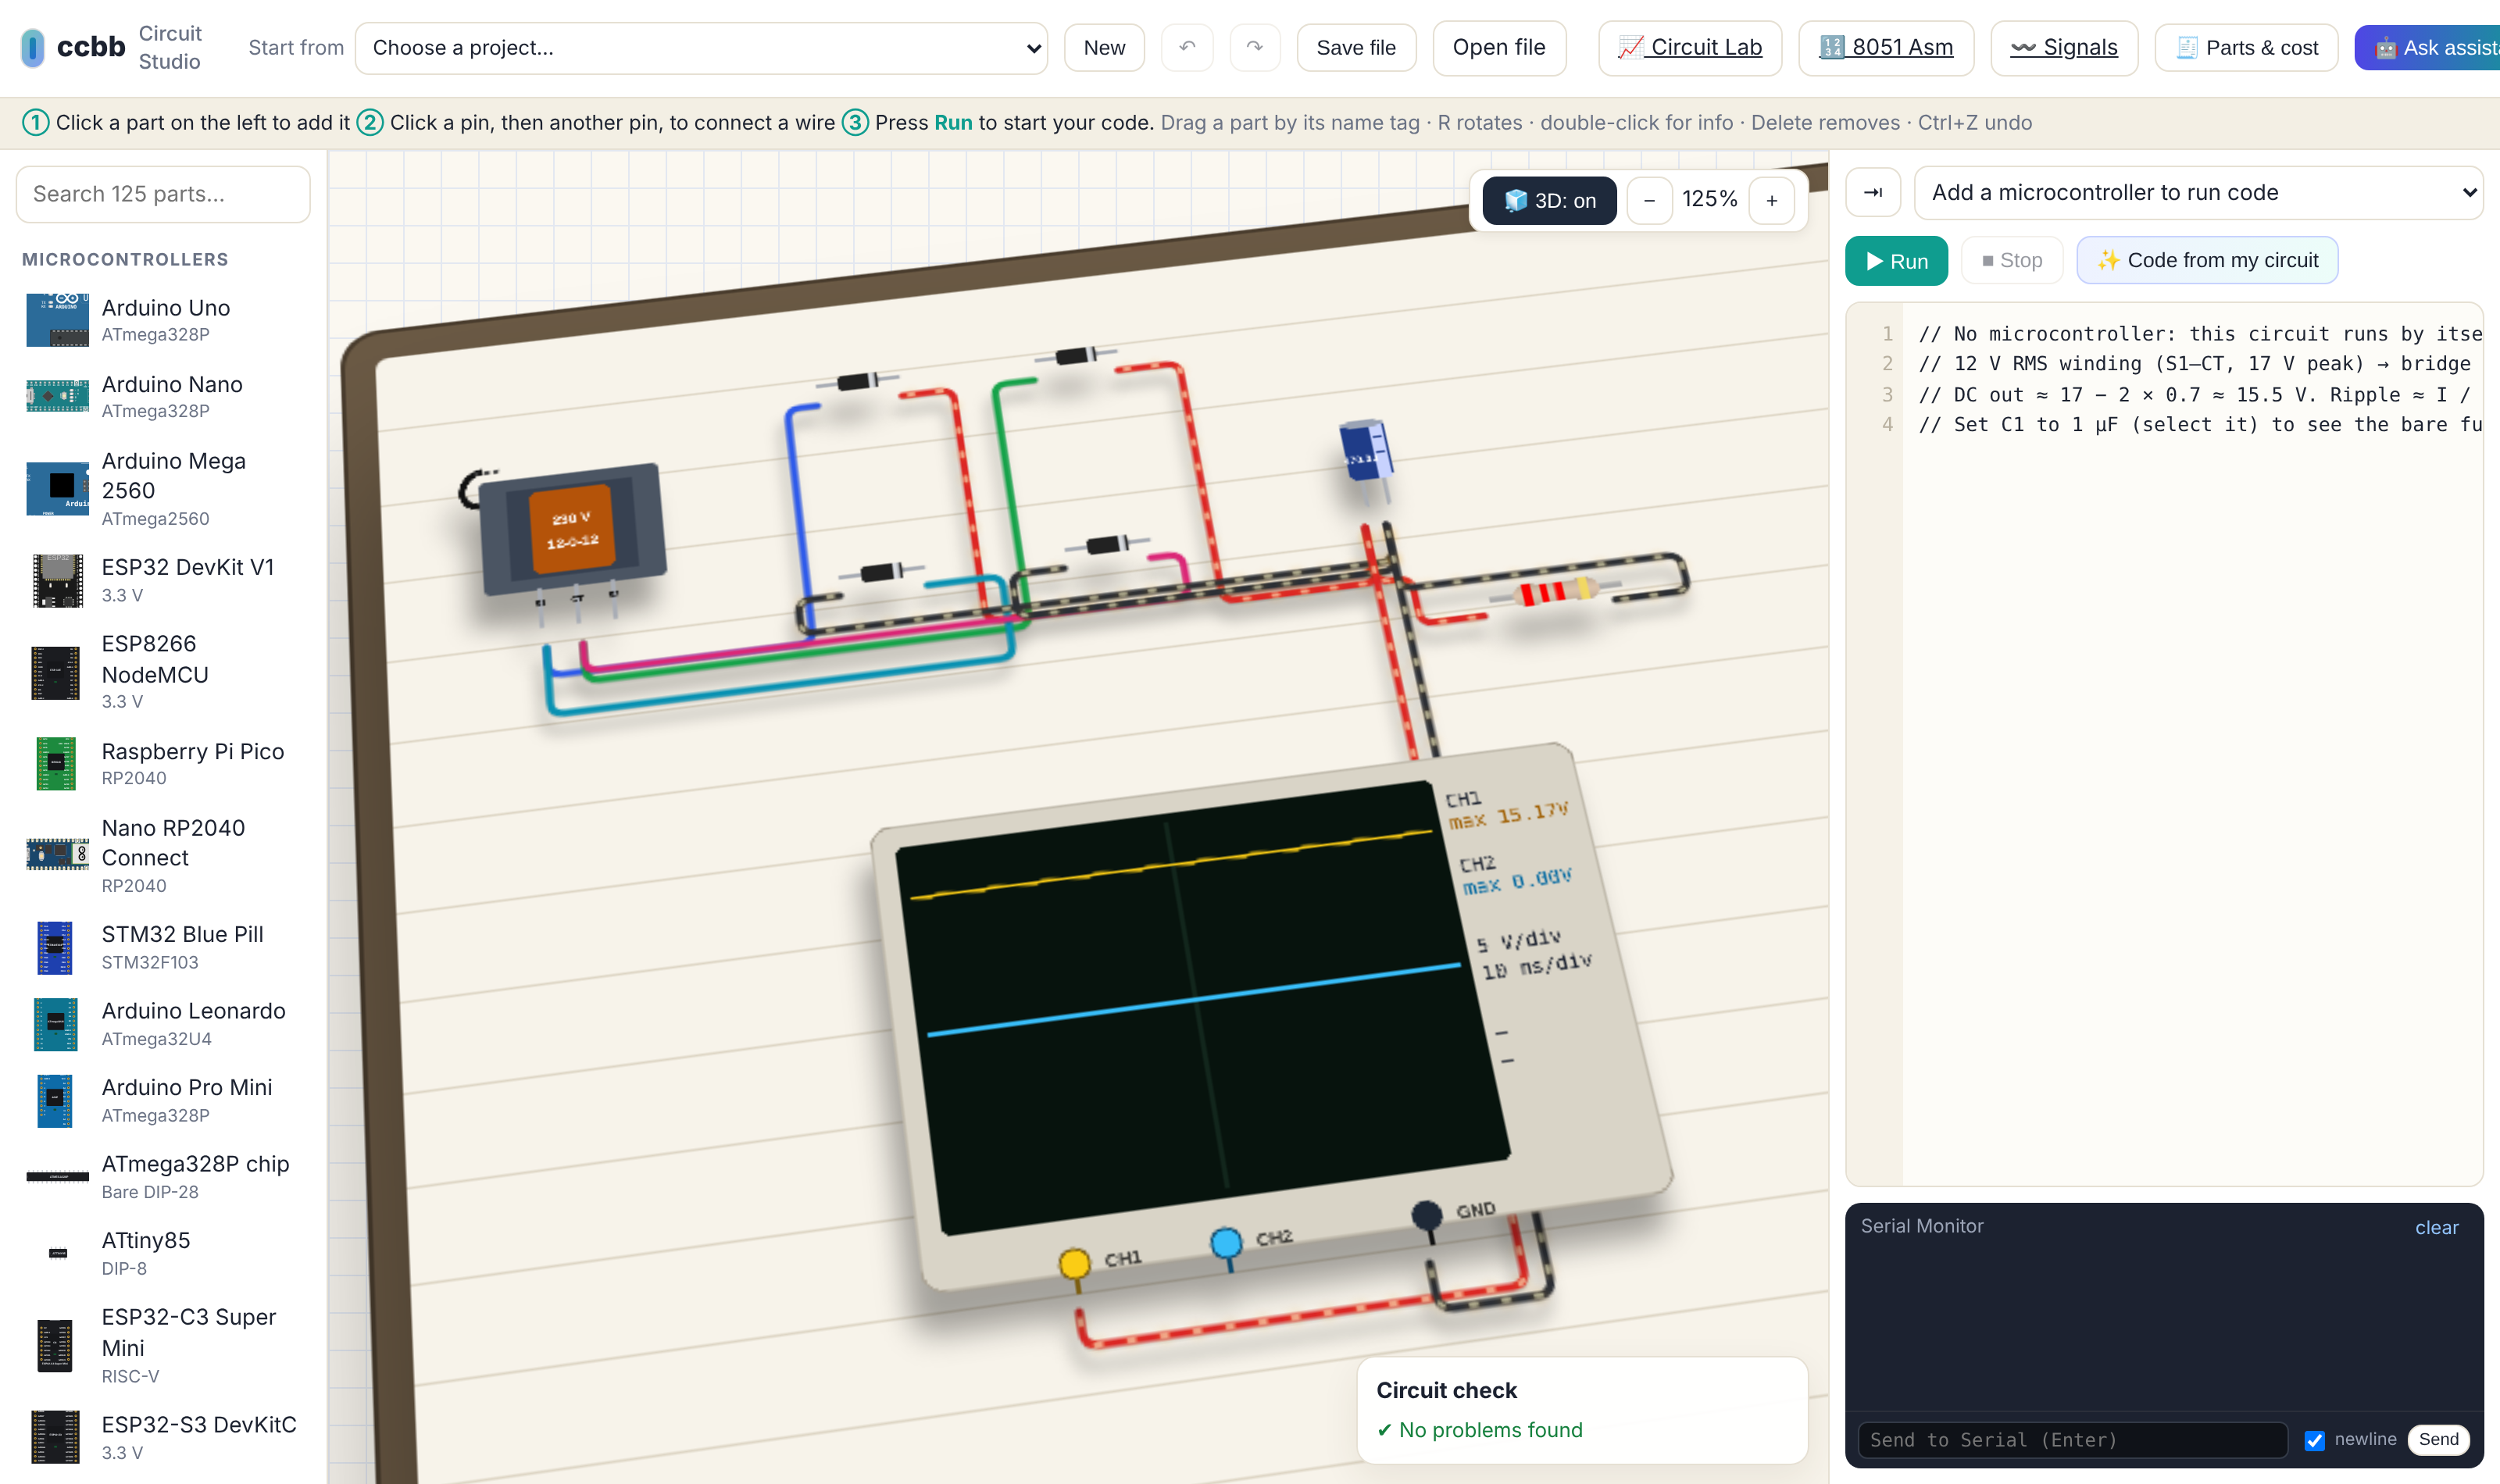 ccbb
Circuit
Studio
Start from
Choose a project...
New
Save file
Open file
Circuit Lab
8051 Asm
Signals
Parts & cost
Ask assist
① Click a part on the left to add it ② Click a pin, then another pin, to connect a wire ③ Press Run to start your code. Drag a part by its name tag · R rotates · double-click for info · Delete removes · Ctrl+Z undo
Search 125 parts...
MICROCONTROLLERS
Arduino Uno
ATmega328P
Arduino Nano
ATmega328P
Arduino Mega
2560
ATmega2560
ESP32 DevKit V1
3.3 V
ESP8266
NodeMCU
3.3 V
Raspberry Pi Pico
RP2040
Nano RP2040
Connect
RP2040
STM32 Blue Pill
STM32F103
Arduino Leonardo
ATmega32U4
Arduino Pro Mini
ATmega328P
ATmega328P chip
Bare DIP-28
ATtiny85
DIP-8
ESP32-C3 Super
Mini
RISC-V
ESP32-S3 DevKitC
3.3 V
3D: on
− 125% +
230 V
12-0-12
CT
CH1
max 15.17V
CH2
max 0.00V
5 V/div
10 ms/div
—
—
CH1
CH2
GND
Circuit check
✔ No problems found
Add a microcontroller to run code
▶ Run
■ Stop
✨ Code from my circuit
1 // No microcontroller: this circuit runs by itse
2 // 12 V RMS winding (S1–CT, 17 V peak) → bridge
3 // DC out ≈ 17 − 2 × 0.7 ≈ 15.5 V. Ripple ≈ I /
4 // Set C1 to 1 µF (select it) to see the bare fu
Serial Monitor
clear
Send to Serial (Enter)
newline
Send